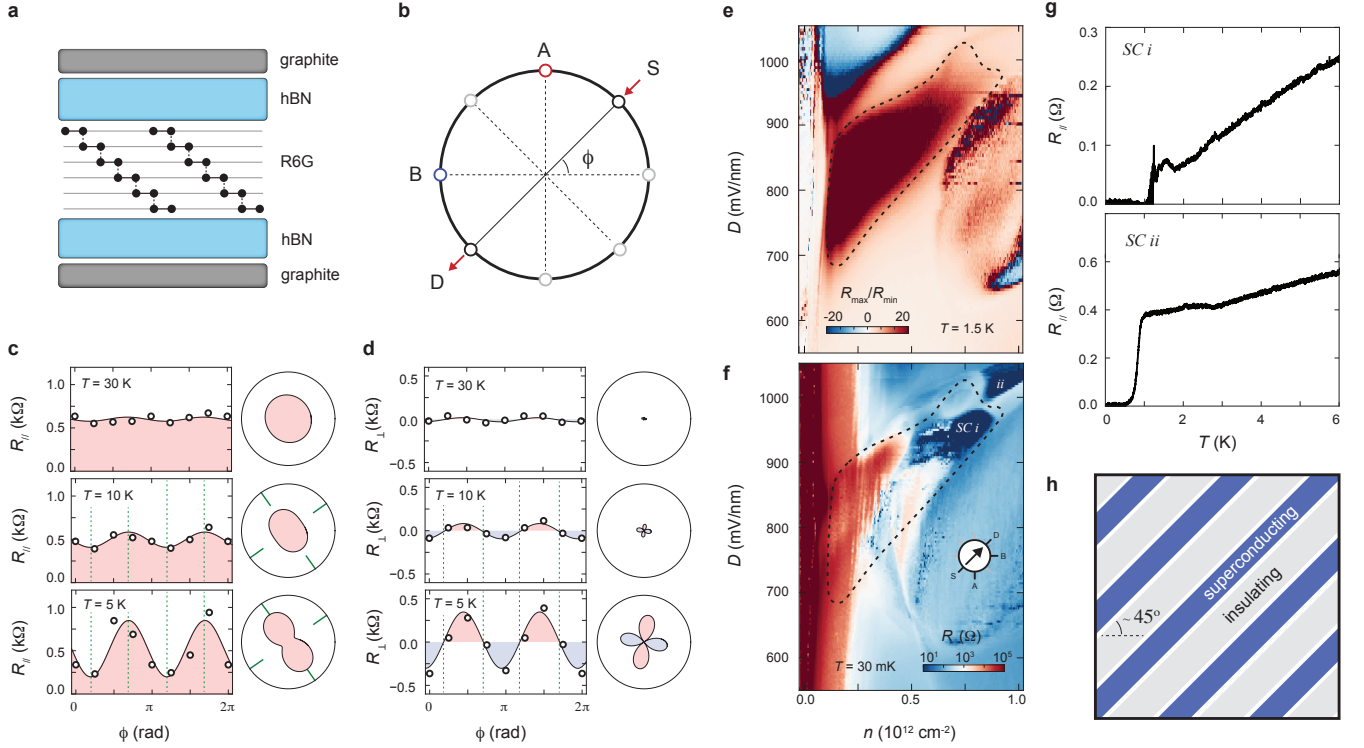 a
graphite
hBN
R6G
hBN
graphite
b
A
S
B
ϕ
D
c
T = 30 K
R// (kΩ)
1.0
0.5
0.0
T = 10 K
R// (kΩ)
1.0
0.5
0.0
T = 5 K
R// (kΩ)
1.0
0.5
0.0
0
π
2π
ϕ (rad)
d
T = 30 K
R⊥ (kΩ)
0.5
0.0
−0.5
T = 10 K
R⊥ (kΩ)
0.5
0.0
−0.5
T = 5 K
R⊥ (kΩ)
0.5
0.0
-0.5
0
π
2π
ϕ (rad)
e
D (mV/nm)
1000
900
800
700
600
Rmax/Rmin
-20 0 20
T = 1.5 K
f
D (mV/nm)
1000
900
800
700
600
ii
SC i
D
B
S
A
10¹ 10³ 10⁵
T = 30 mK
0.0 0.5 1.0
n (10¹² cm⁻²)
g
SC i
R// (Ω)
0.3
0.2
0.1
0.0
SC ii
R// (Ω)
0.6
0.4
0.2
0.0
2 4 6
T (K)
h
superconducting
insulating
~45°